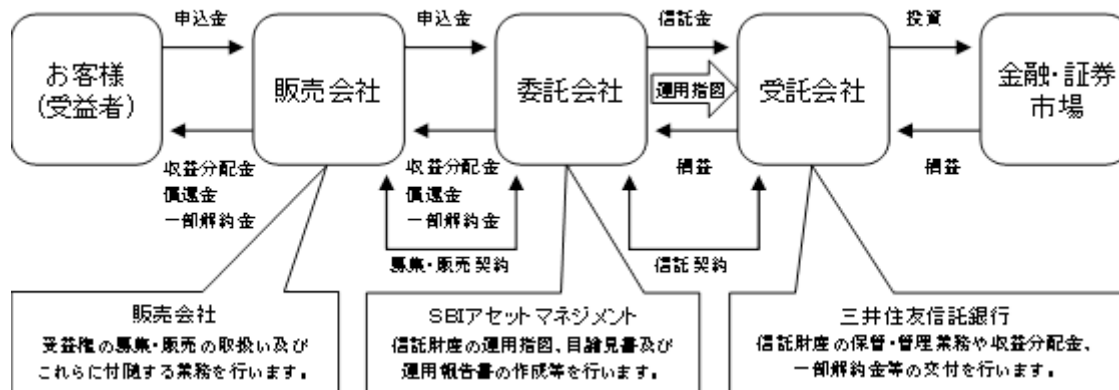 申込金
申込金
信託金
投資
お客様
(受益者)
販売会社
委託会社
運用指図
受託会社
金融・証券
市場
収益分配金
償還金
一部解約金
収益分配金
償還金
一部解約金
損益
損益
募集・販売契約
信託契約
販売会社
受益権の募集・販売の取扱い及び
これらに付随する業務を行います。
SBIアセットマネジメント
信託財産の運用指図、目論見書及び
運用報告書の作成等を行います。
三井住友信託銀行
信託財産の保管・管理業務や収益分配金、
一部解約金等の交付を行います。